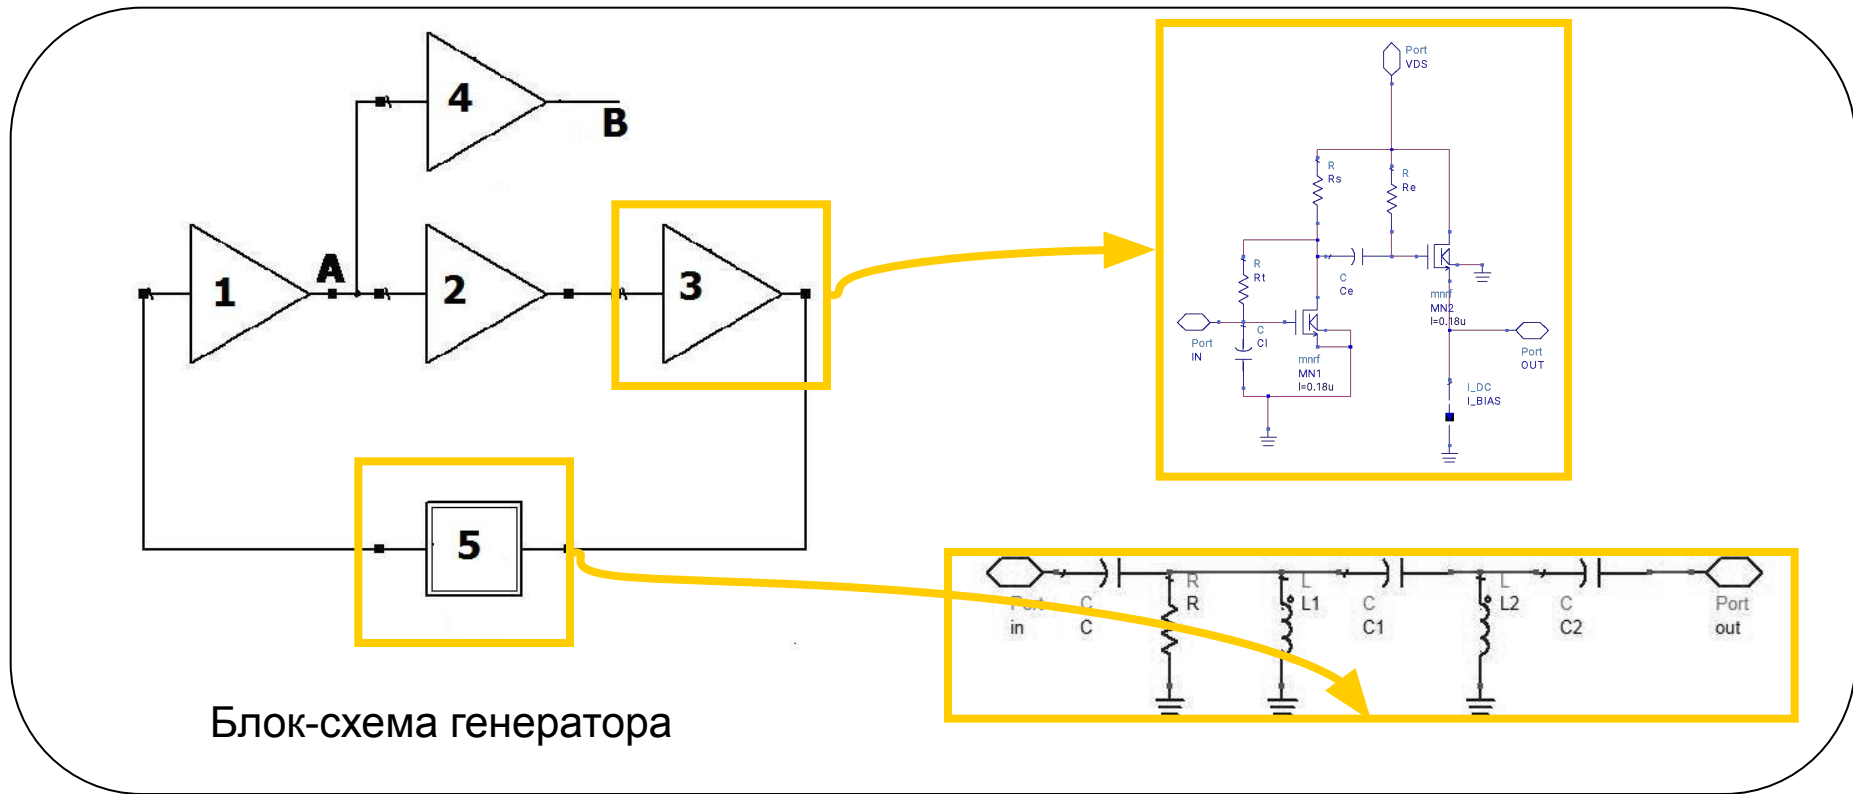 4
B
A
1
2
3
5
Блок-схема генератора
Port
VDS
R
Rs
R
Re
R
Rt
C
Ce
C
Cl
Port
IN
mnrf
MN1
l=0.18u
mnrf
MN2
l=0.18u
Port
OUT
I_DC
I_BIAS
Port
in
C
C
R
R
L
L1
C
C1
L
L2
C
C2
Port
out